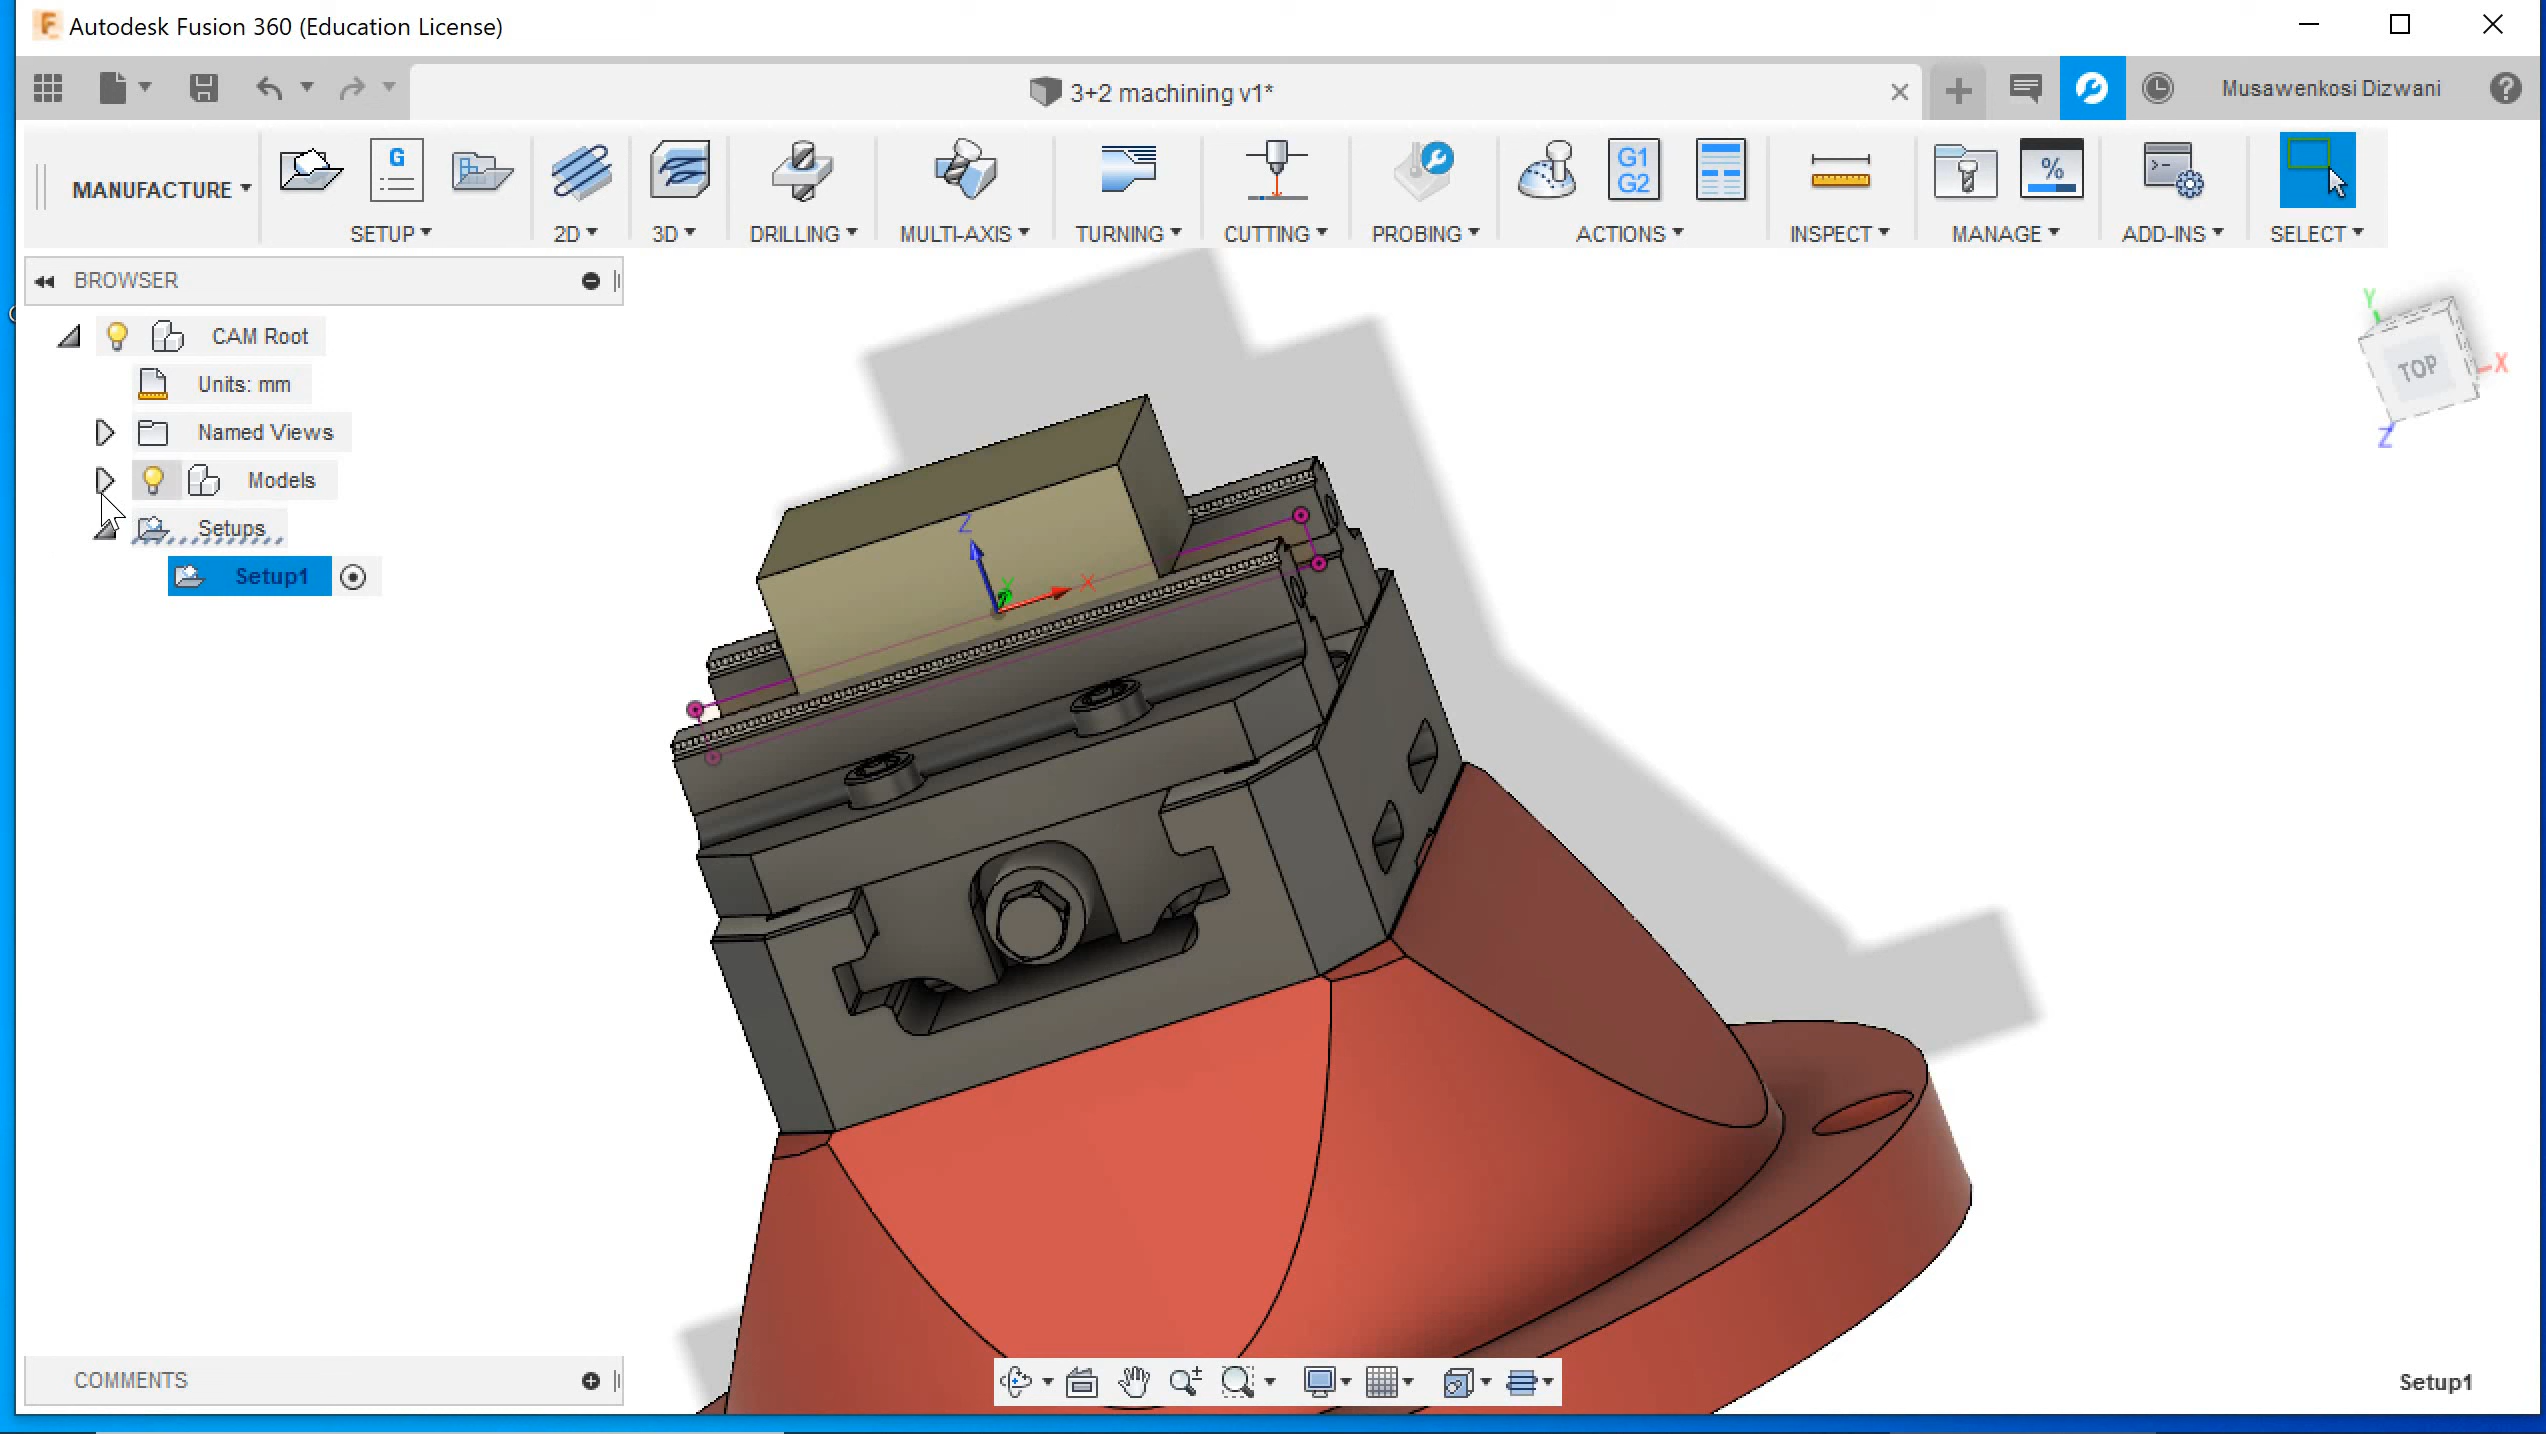 Autodesk Fusion 360 (Education License)
3+2 machining v1*
Musawenkosi Dizwani
MANUFACTURE
G
G1
G2
%
SETUP
2D
3D
DRILLING
MULTI-AXIS
TURNING
CUTTING
PROBING
ACTIONS
INSPECT
MANAGE
ADD-INS
SELECT
BROWSER
CAM Root
Units: mm
Named Views
Models
Setups
Setup1
Y
TOP
X
Z
Z
Y
X
COMMENTS
Setup1